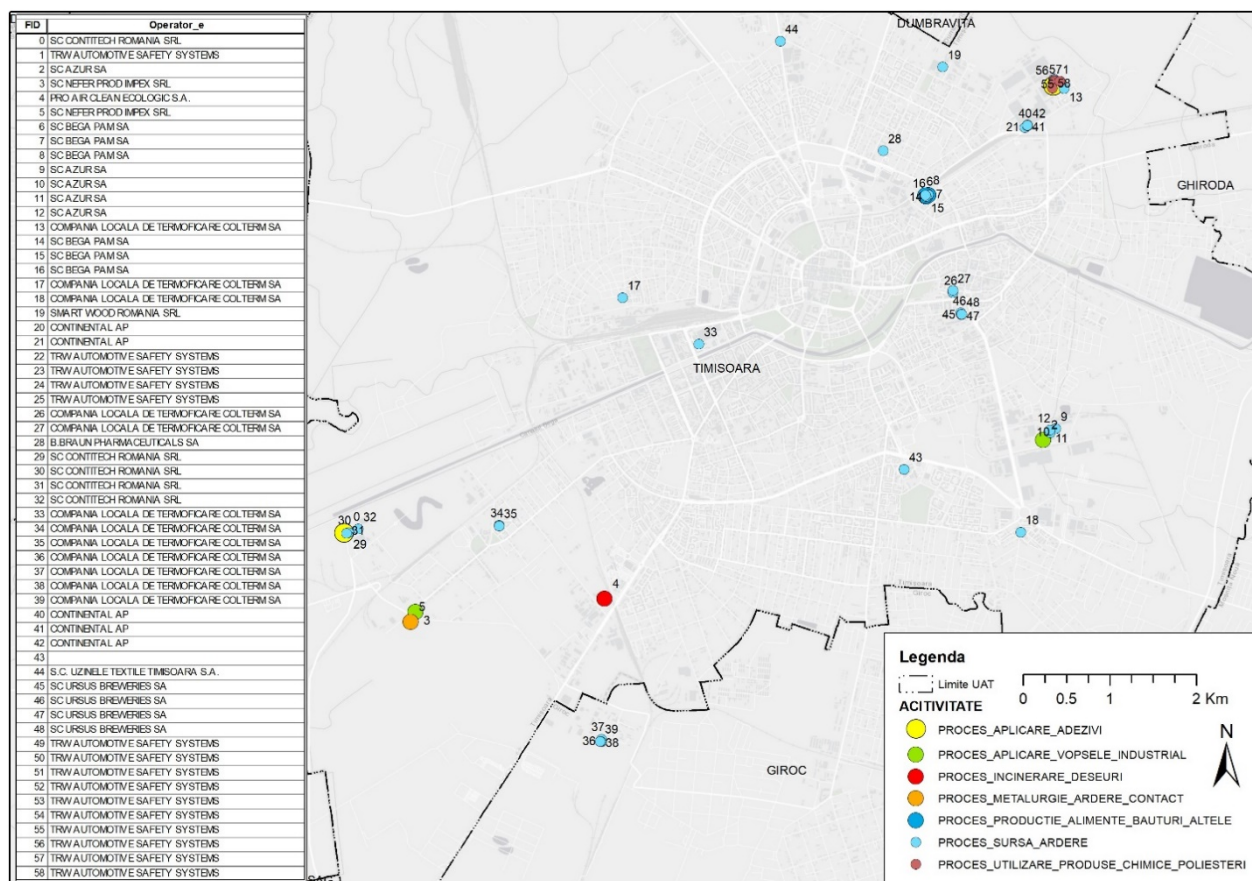 FID Operator_e
0 SC CONTITECH ROMANIA SRL
1 TRW AUTOMOTIVE SAFETY SYSTEMS
2 SC AZUR SA
3 SC NEFER PROD IMPEX SRL
4 PRO AIR CLEAN ECOLOGIC S.A.
5 SC NEFER PROD IMPEX SRL
6 SC BEGA PAM SA
7 SC BEGA PAM SA
8 SC BEGA PAM SA
9 SC AZUR SA
10 SC AZUR SA
11 SC AZUR SA
12 SC AZUR SA
13 COMPANIA LOCALA DE TERMOFICARE COLTERM SA
14 SC BEGA PAM SA
15 SC BEGA PAM SA
16 SC BEGA PAM SA
17 COMPANIA LOCALA DE TERMOFICARE COLTERM SA
18 COMPANIA LOCALA DE TERMOFICARE COLTERM SA
19 SMART WOOD ROMANIA SRL
20 CONTINENTAL AP
21 CONTINENTAL AP
22 TRW AUTOMOTIVE SAFETY SYSTEMS
23 TRW AUTOMOTIVE SAFETY SYSTEMS
24 TRW AUTOMOTIVE SAFETY SYSTEMS
25 TRW AUTOMOTIVE SAFETY SYSTEMS
26 COMPANIA LOCALA DE TERMOFICARE COLTERM SA
27 COMPANIA LOCALA DE TERMOFICARE COLTERM SA
28 B.BRAUN PHARMACEUTICALS SA
29 SC CONTITECH ROMANIA SRL
30 SC CONTITECH ROMANIA SRL
31 SC CONTITECH ROMANIA SRL
32 SC CONTITECH ROMANIA SRL
33 COMPANIA LOCALA DE TERMOFICARE COLTERM SA
34 COMPANIA LOCALA DE TERMOFICARE COLTERM SA
35 COMPANIA LOCALA DE TERMOFICARE COLTERM SA
36 COMPANIA LOCALA DE TERMOFICARE COLTERM SA
37 COMPANIA LOCALA DE TERMOFICARE COLTERM SA
38 COMPANIA LOCALA DE TERMOFICARE COLTERM SA
39 COMPANIA LOCALA DE TERMOFICARE COLTERM SA
40 CONTINENTAL AP
41 CONTINENTAL AP
42 CONTINENTAL AP
43
44 S.C. UZINELE TEXTILE TIMISOARA S.A.
45 SC URSUS BREWERIES SA
46 SC URSUS BREWERIES SA
47 SC URSUS BREWERIES SA
48 SC URSUS BREWERIES SA
49 TRW AUTOMOTIVE SAFETY SYSTEMS
50 TRW AUTOMOTIVE SAFETY SYSTEMS
51 TRW AUTOMOTIVE SAFETY SYSTEMS
52 TRW AUTOMOTIVE SAFETY SYSTEMS
53 TRW AUTOMOTIVE SAFETY SYSTEMS
54 TRW AUTOMOTIVE SAFETY SYSTEMS
55 TRW AUTOMOTIVE SAFETY SYSTEMS
56 TRW AUTOMOTIVE SAFETY SYSTEMS
57 TRW AUTOMOTIVE SAFETY SYSTEMS
58 TRW AUTOMOTIVE SAFETY SYSTEMS
DUMBRAVITA
44
19
56 57 1
55 58
13
40 42
21 41
28
GHIRODA
16 6 8
14 7
15
26 27
17
46 48
45 47
33
TIMISOARA
12 9
10 2
11
43
18
30 0 32
31
29
34 35
4
5
3
37 39
36 38
GIROC
Legenda
Limite UAT
0 0.5 1 2 Km
ACITIVITATE
N
PROCES_APLICARE_ADEZIVI
PROCES_APLICARE_VOPSELE_INDUSTRIAL
PROCES_INCINERARE_DESEURI
PROCES_METALURGIE_ARDERE_CONTACT
PROCES_PRODUCTIE_ALIMENTE_BAUTURI_ALTELE
PROCES_SURSA_ARDERE
PROCES_UTILIZARE_PRODUSE_CHIMICE_POLIESTERI